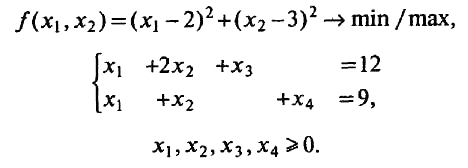 f(x₁, x₂)=(x₁−2)²+(x₂−3)²→min/max,
x₁ +2x₂ +x₃ =12
x₁ +x₂ +x₄ =9,
x₁, x₂, x₃, x₄ ⩾0.